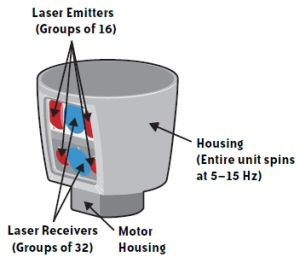 Laser Emitters
(Groups of 16)
Housing
(Entire unit spins
at 5–15 Hz)
Laser Receivers
(Groups of 32)
Motor
Housing